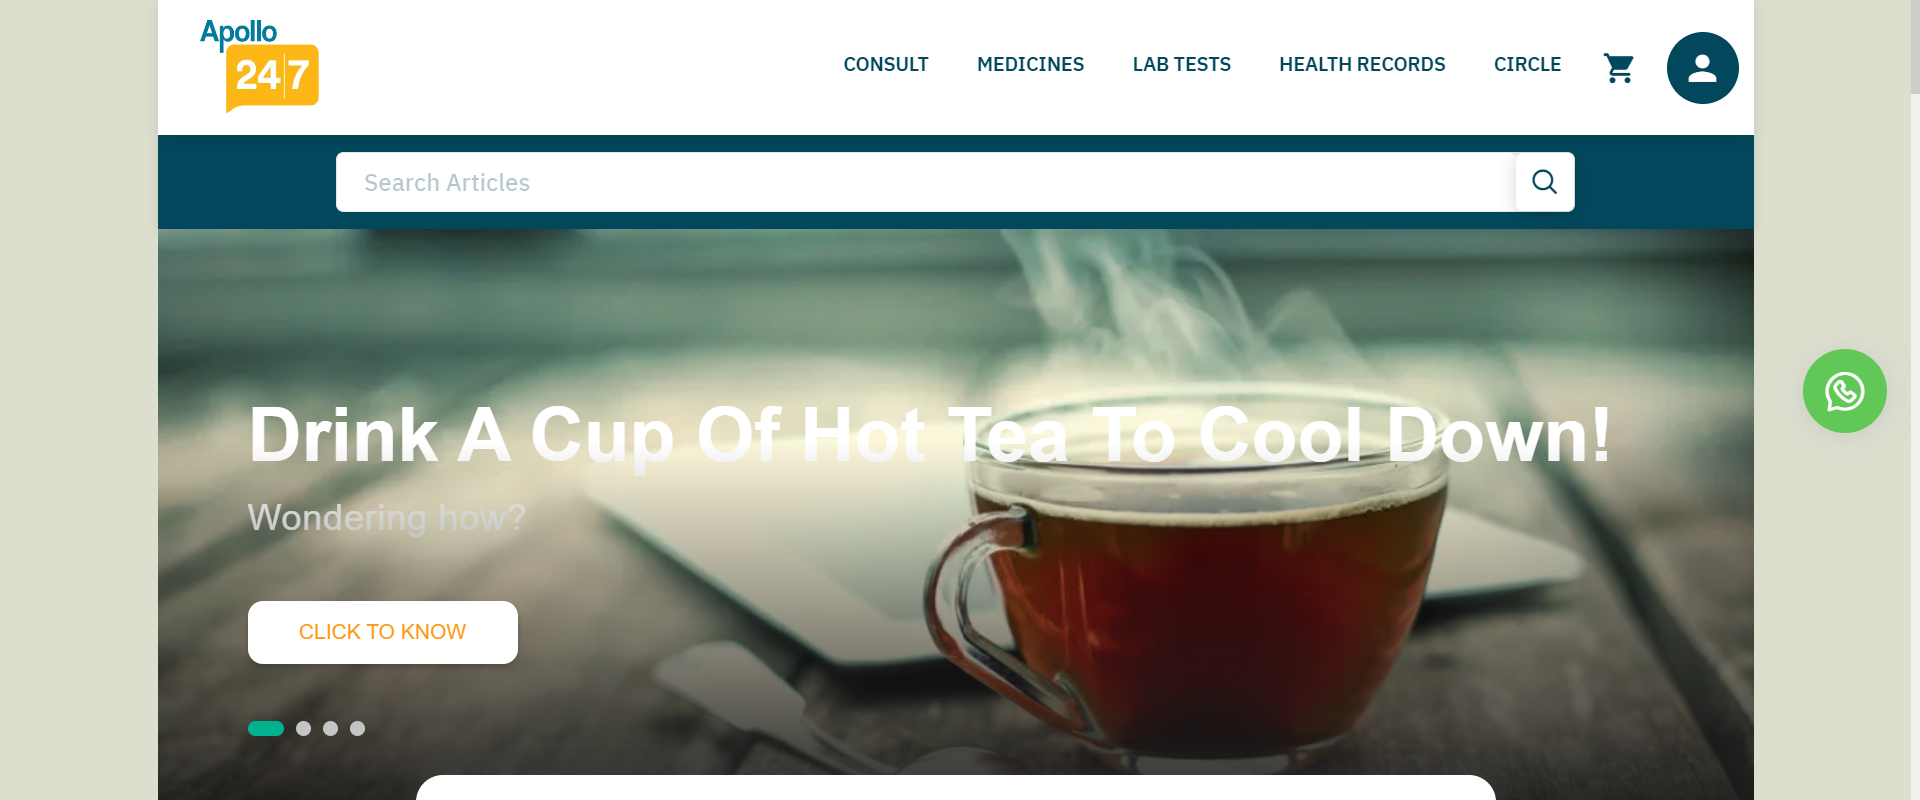 Apollo
24|7
CONSULT
MEDICINES
LAB TESTS
HEALTH RECORDS
CIRCLE
Search Articles
Drink A Cup Of Hot Tea To Cool Down!
Wondering how?
CLICK TO KNOW